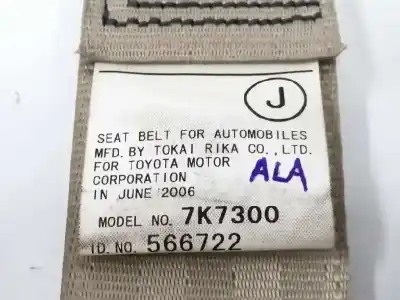 J
SEAT BELT FOR AUTOMOBILES
MFD. BY TOKAI RIKA CO., LTD.
FOR TOYOTA MOTOR
CORPORATION
ALA
IN JUNE 2006
MODEL NO. 7K7300
ID. NO. 566722